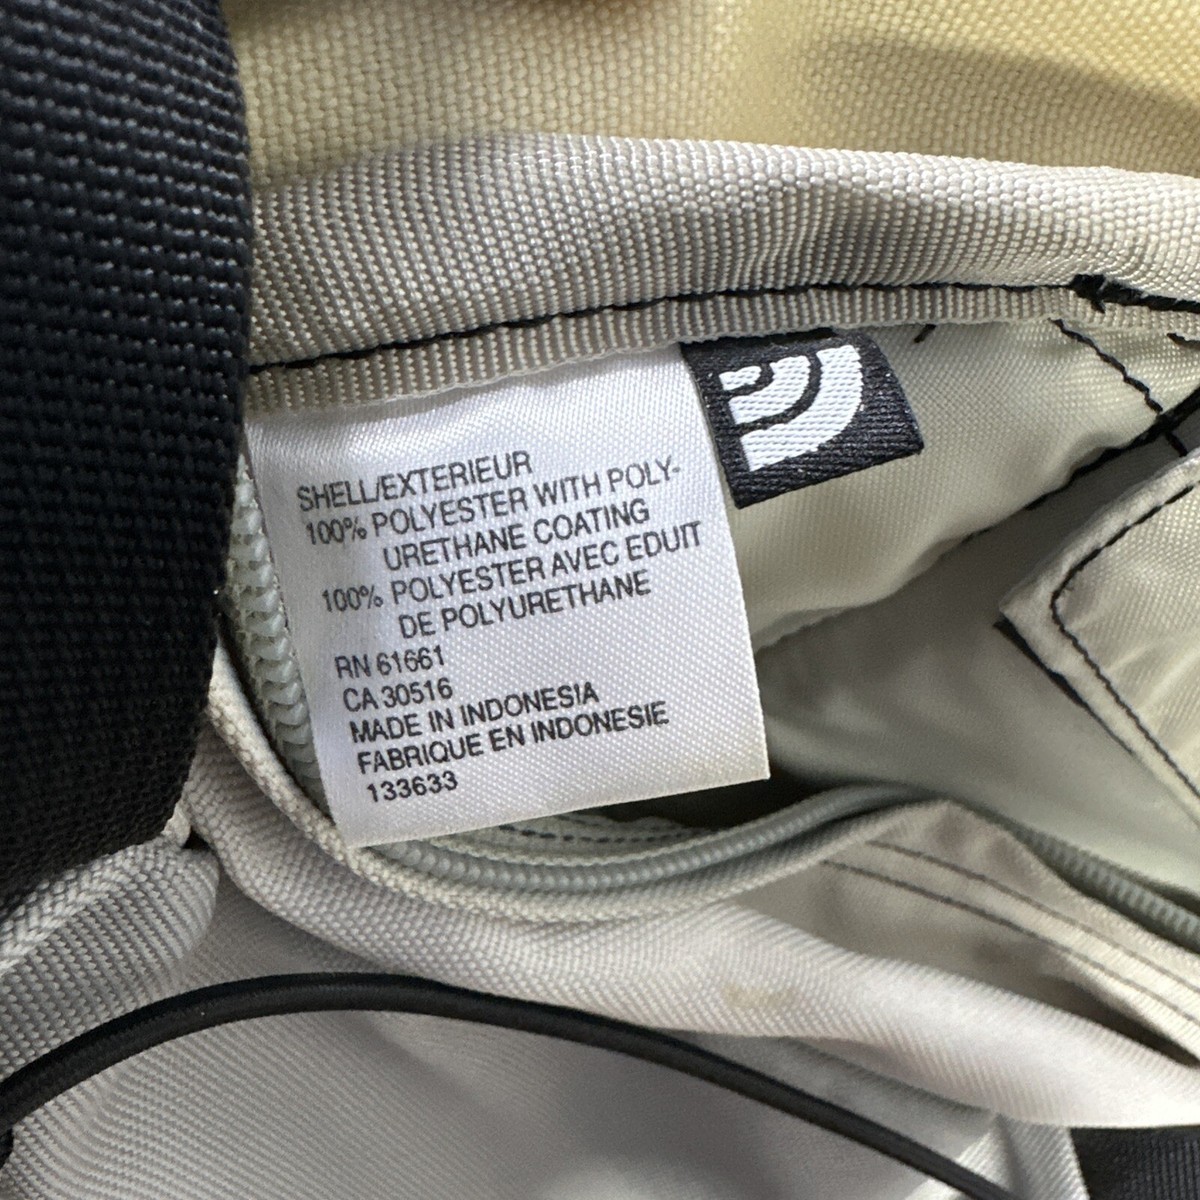 SHELL/EXTERIEUR
100% POLYESTER WITH POLY-
URETHANE COATING
100% POLYESTER AVEC EDUIT
DE POLYURETHANE
RN 61661
CA 30516
MADE IN INDONESIA
FABRIQUE EN INDONESIE
133633